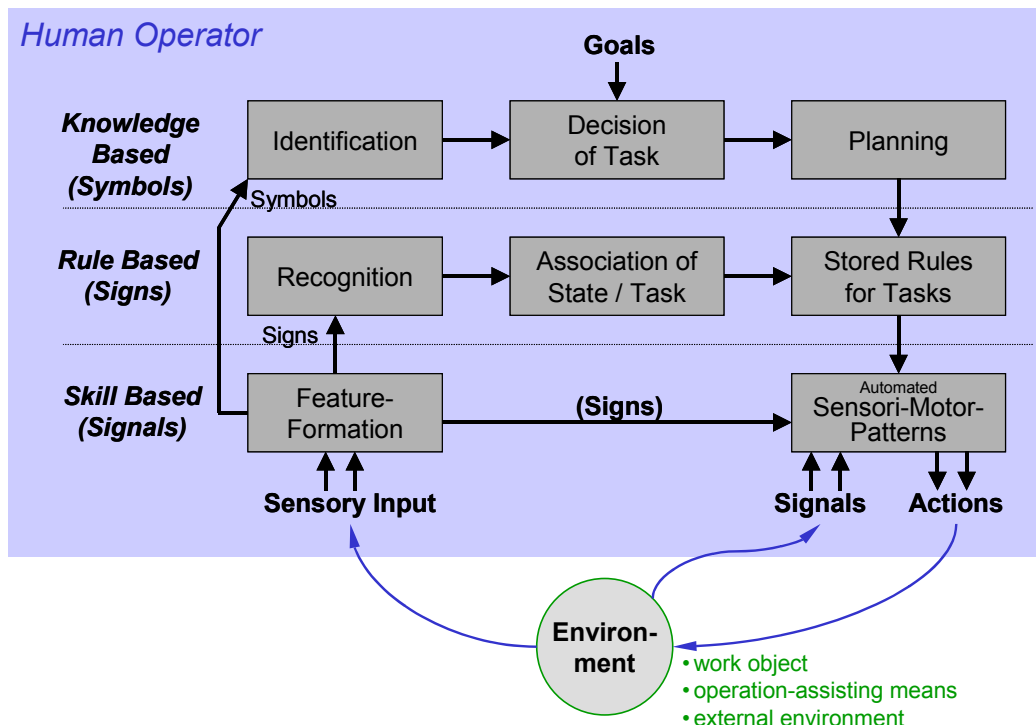 Human Operator
Goals
Knowledge
Based
(Symbols)
Identification
Decision
of Task
Planning
Symbols
Rule Based
(Signs)
Recognition
Association of
State / Task
Stored Rules
for Tasks
Signs
Skill Based
(Signals)
Feature-
Formation
(Signs)
Automated
Sensori-Motor-
Patterns
Sensory Input
Signals
Actions
Environ-
ment
• work object
• operation-assisting means
• external environment